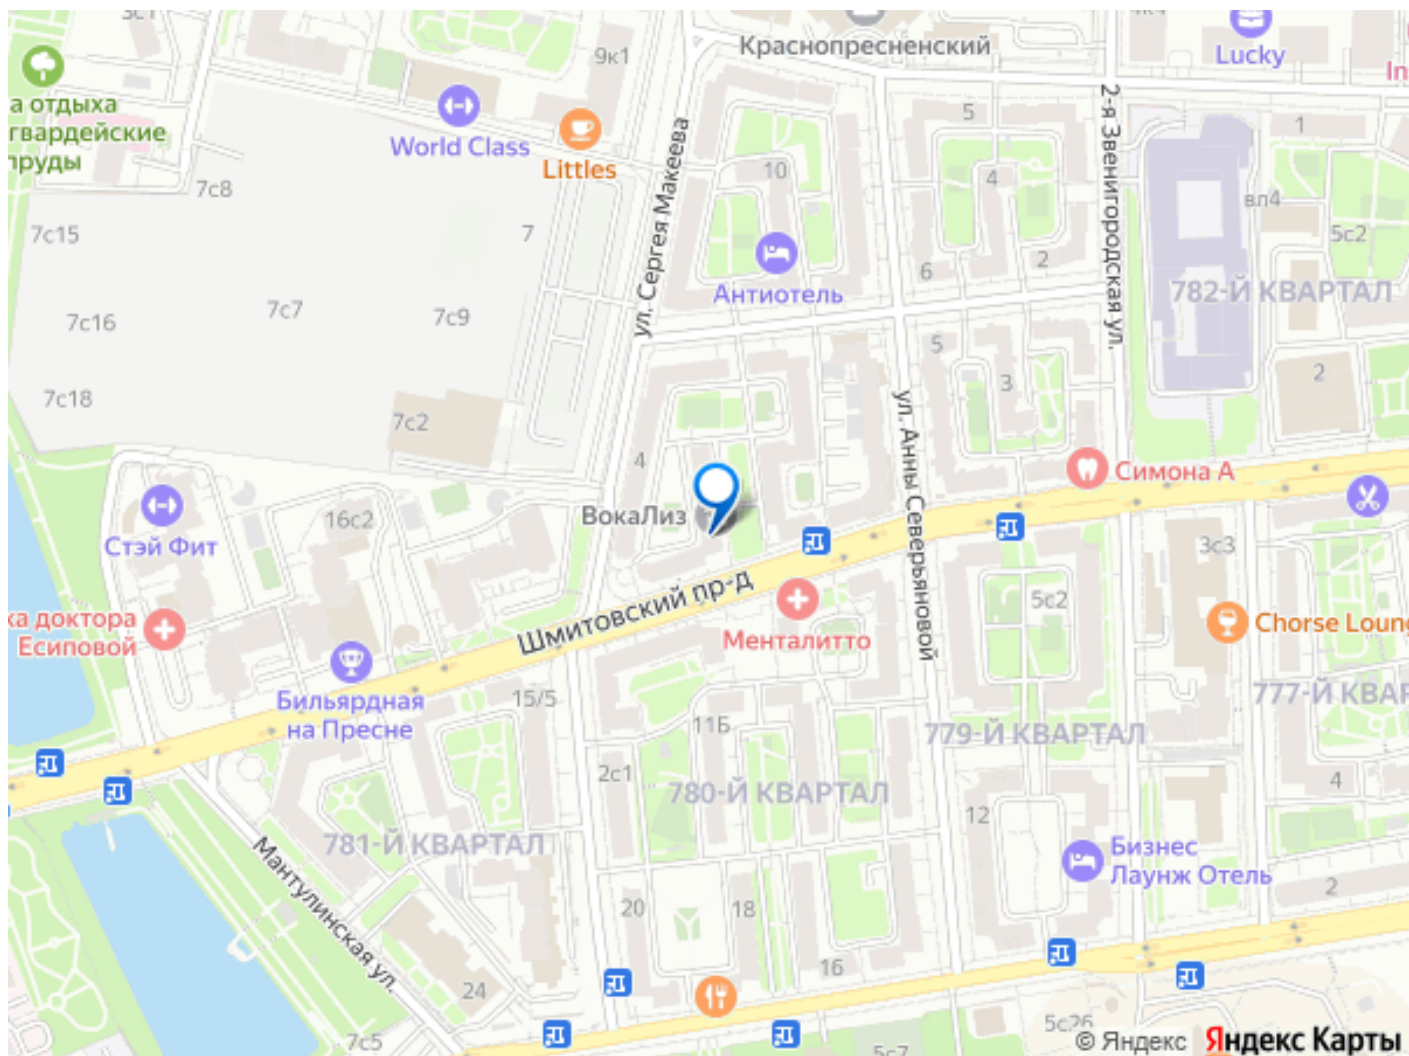 3с1
9к1
Краснопресненский
4к4
Lucky
In
а отдыха
гвардейские
пруды
World Class
Littles
ул. Сергея Макеева
2-я Звенигородская ул.
5
1
10
4
7с8
вл4
7с15
7
5с2
6
2
Антиотель
782-Й КВАРТАЛ
7с7
7с9
7с16
5
3
2
7с18
7с2
ул. Анны Северьяновой
4
Симона А
ВокаЛиз
16с2
Стэй Фит
3с3
Шмитовский пр-д
5с2
ка доктора
Есиповой
Менталитто
Chorse Loung
Бильярдная
на Пресне
15/5
11Б
777-Й КВАР
779-Й КВАРТАЛ
2с1
780-Й КВАРТАЛ
4
12
781-Й КВАРТАЛ
Мантулинская ул.
Бизнес
Лаунж Отель
2
20
18
16
24
7с5
5с26
5с7
© Яндекс Яндекс Карты